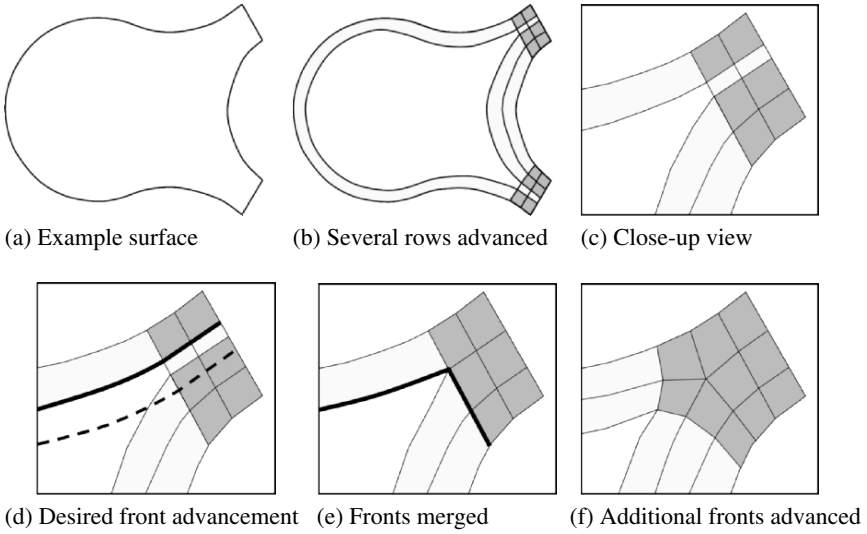 (a) Example surface
(b) Several rows advanced
(c) Close-up view
(d) Desired front advancement
(e) Fronts merged
(f) Additional fronts advanced